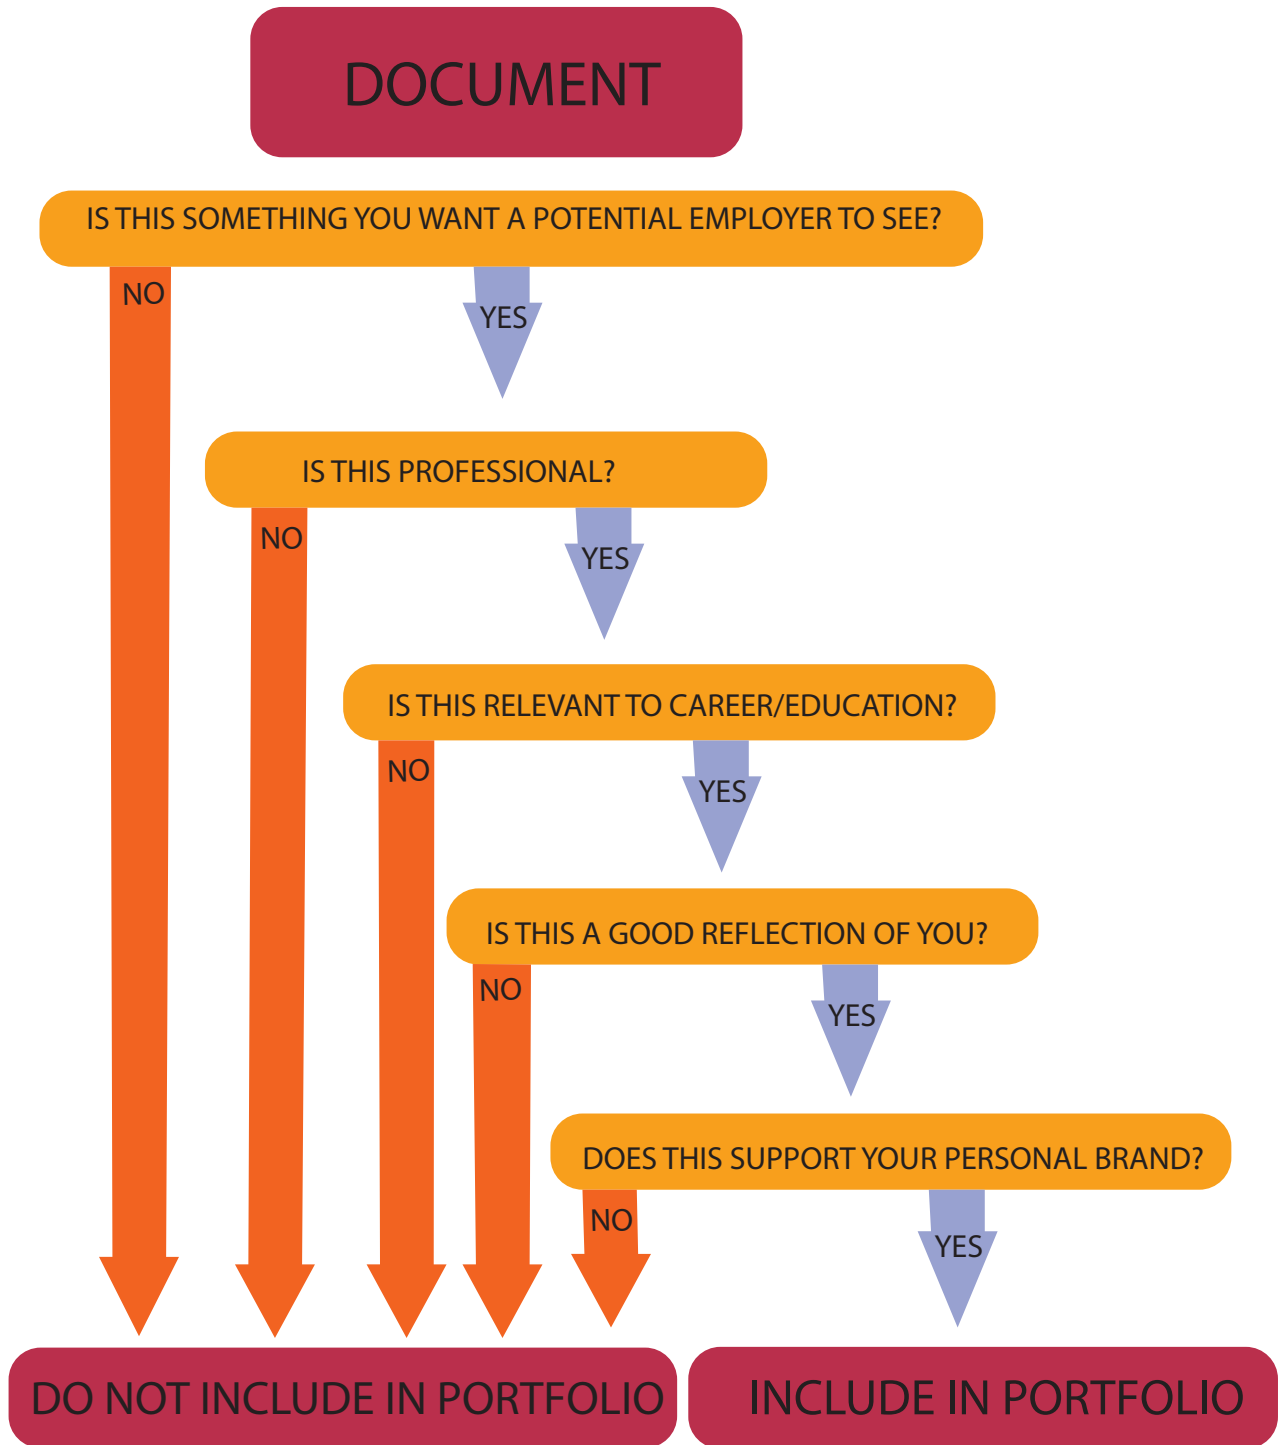 DOCUMENT
IS THIS SOMETHING YOU WANT A POTENTIAL EMPLOYER TO SEE?
NO
YES
IS THIS PROFESSIONAL?
NO
YES
IS THIS RELEVANT TO CAREER/EDUCATION?
NO
YES
IS THIS A GOOD REFLECTION OF YOU?
NO
YES
DOES THIS SUPPORT YOUR PERSONAL BRAND?
NO
YES
DO NOT INCLUDE IN PORTFOLIO
INCLUDE IN PORTFOLIO